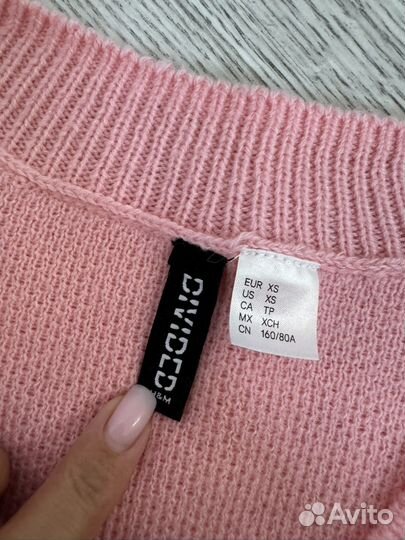 DIVIDED
H&M
EUR XS
US XS
CA TP
MX XCH
CN 160/80A
Avito